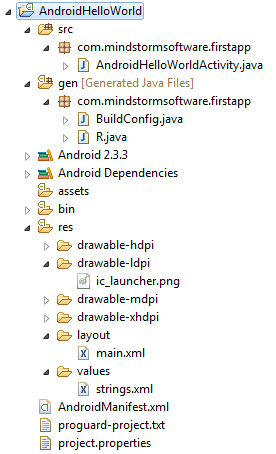 AndroidHelloWorld
src
com.mindstormsoftware.firstapp
AndroidHelloWorldActivity.java
gen [Generated Java Files]
com.mindstormsoftware.firstapp
BuildConfig.java
R.java
Android 2.3.3
Android Dependencies
assets
bin
res
drawable-hdpi
drawable-ldpi
ic_launcher.png
drawable-mdpi
drawable-xhdpi
layout
main.xml
values
strings.xml
AndroidManifest.xml
proguard-project.txt
project.properties